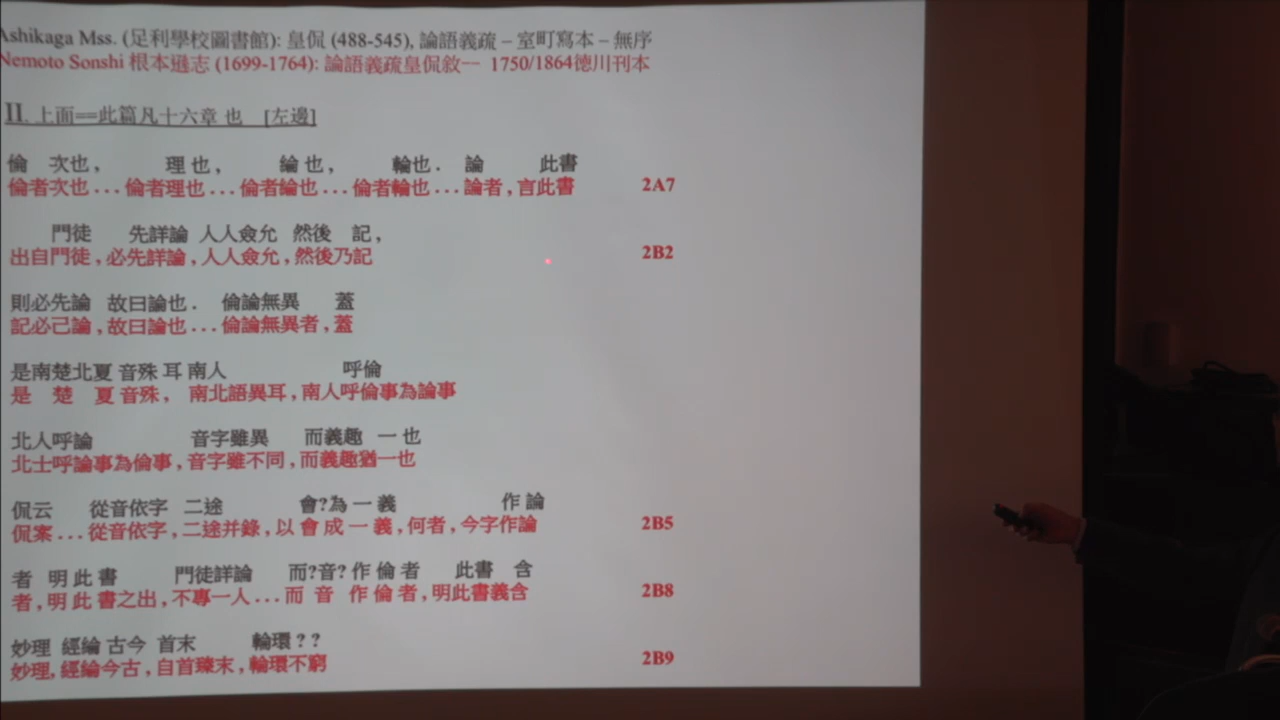 Ashikaga Mss. (足利學校圖書館): 皇侃 (488-545), 論語義疏 – 室町寫本 – 無序
Nemoto Sonshi 根本遜志 (1699-1764): 論語義疏皇侃敘一 1750/1864德川刊本
II. 上面==此篇凡十六章 也 [左邊]
倫 次也, 理 也, 綸 也, 輪也. 論 此書
倫者次也 . . . 倫者理也 . . . 倫者綸也 . . . 倫者輪也 . . . 論者 , 言此書 2A7
門徒 先詳論 人人僉允 然後 記 ,
出自門徒 , 必先詳論 , 人人僉允 , 然後乃記 2B2
則必先論 故曰論也 . 倫論無異 蓋
記必己論 , 故曰論也 . . . 倫論無異者 , 蓋
是南楚北夏 音殊 耳 南人 呼倫
是 楚 夏 音殊 , 南北語異耳 , 南人呼倫事為論事
北人呼論 音字雖異 而義趣 一 也
北士呼論事為倫事 , 音字雖不同 , 而義趣猶一也
侃云 從音依字 二途 會?為 一 義 作 論
侃案 . . . 從音依字 , 二途并錄 , 以 會 成 一 義 , 何者 , 今字作論 2B5
者 明 此 書 門徒詳論 而?音? 作 倫 者 此書 含
者 , 明 此 書之出 , 不專一人 . . . 而 音 作 倫 者 , 明此書義含 2B8
妙理 經綸 古今 首末 輪環 ? ?
妙理, 經綸今古 , 自首臻末 , 輪環不窮 2B9